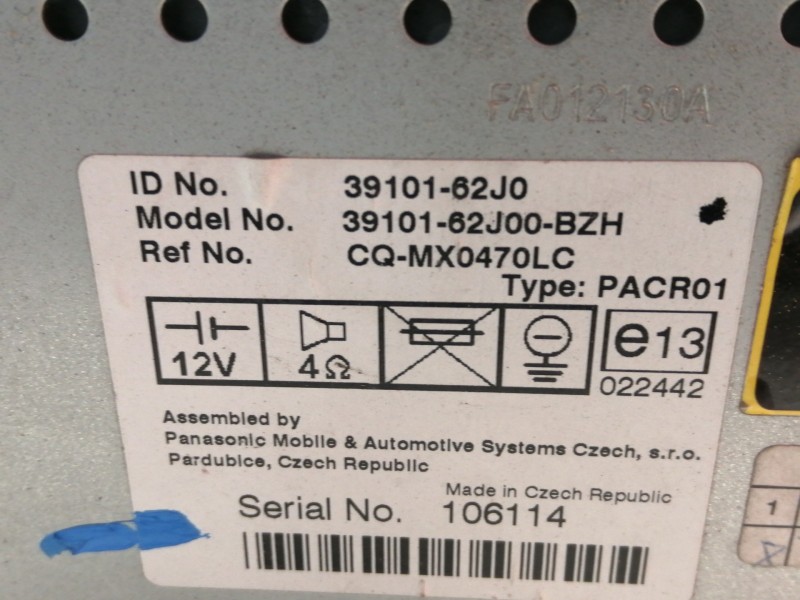 FA012130A
ID No. 39101-62J0
Model No. 39101-62J00-BZH
Ref No. CQ-MX0470LC
Type: PACR01
12V 4Ω e13
022442
Assembled by
Panasonic Mobile & Automotive Systems Czech, s.r.o.
Pardubice, Czech Republic
Made in Czech Republic
Serial No. 106114
1